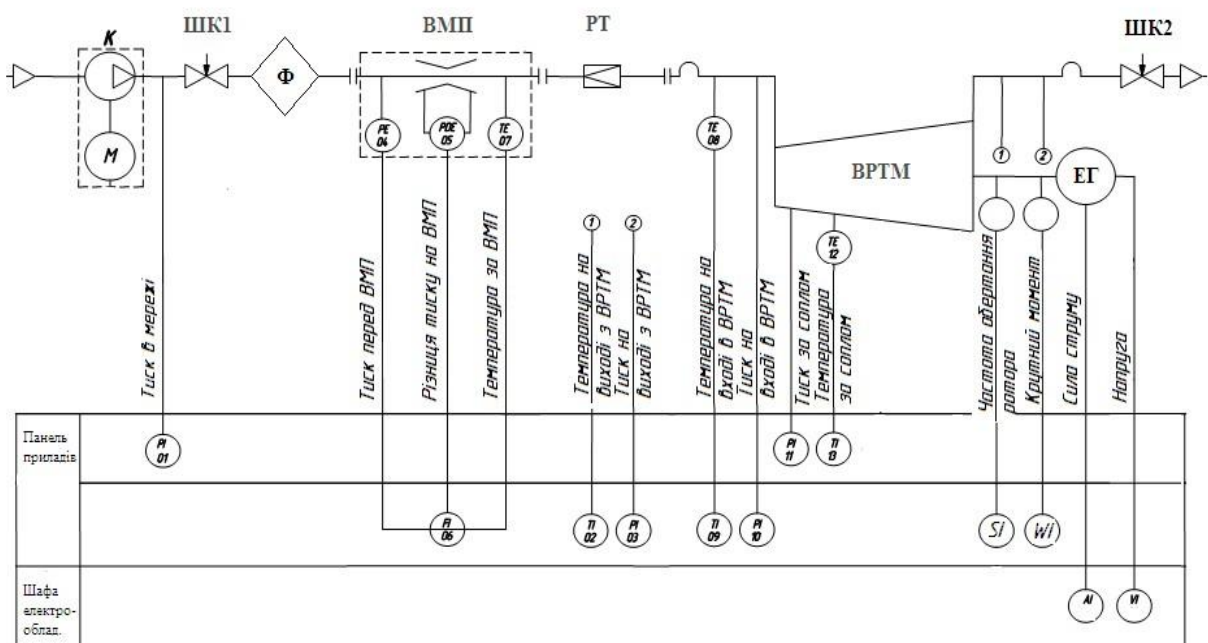 ШК1
ВМП
РТ
ШК2
К
Ф
М
PE
04
PDE
05
TE
07
TE
08
ВРТМ
1
2
ЕГ
TE
12
1
2
Тиск в мережі
Тиск перед ВМП
Різниця тиску на ВМП
Температура за ВМП
Температура на
виході з ВРТМ
Тиск на
виході з ВРТМ
Температура на
вході в ВРТМ
Тиск на
вході в ВРТМ
Тиск за соплом
Температура
за соплом
Частота обертання
ротора
Крутний момент
Сила струму
Напруга
Панель
приладів
PI
01
PI
11
TI
13
FI
06
TI
02
PI
03
TI
09
PI
10
SI
WI
Шафа
електро-
облад.
AI
VI